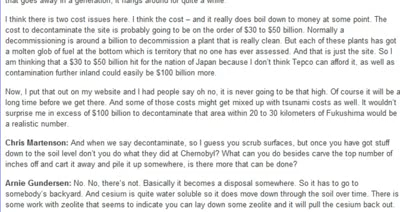 that goes away in a generation, it hangs around for quite a while.
I think there is two cost issues here. I think the cost – and it really does boil down to money at some point. The
cost to decontaminate the site is probably going to be on the order of $30 to $50 billion. Normally a
decommissioning is around a billion to decommission a plant that is really clean. But each of these plants has got
a molten glob of fuel at the bottom which is territory that no one has ever assessed. And that is just the site. So I
am thinking that a $30 to $50 billion hit for the nation of Japan because I don't think Tepco can afford it, as well as
contamination further inland could easily be $100 billion more.
Now, I put that out on my website and I had people say oh no, it is never going to be that high. Of course it will be a
long time before we get there. And some of those costs might get mixed up with tsunami costs as well. It wouldn't
surprise me in excess of $100 billion to decontaminate that area within 20 to 30 kilometers of Fukushima would be
a realistic number.
Chris Martenson: And when we say decontaminate, so I guess you scrub surfaces, but once you have got stuff
down to the soil level don't you do what they did at Chernobyl? What can you do besides carve the top number of
inches off and cart it away and pile it up somewhere, is there more that can be done?
Arnie Gundersen: No. No, there's not. Basically it becomes a disposal somewhere. So it has to go to
somebody's backyard. And cesium is quite water soluble so it does move down through the soil over time. There is
some work with zeolite that seems to indicate you can lay down some zeolite and it will pull the cesium back out.